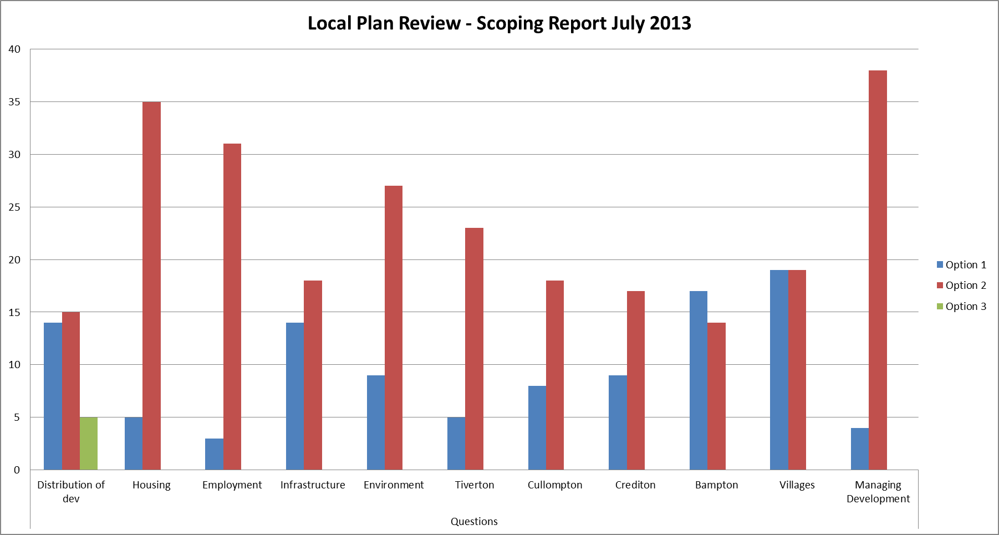 Local Plan Review - Scoping Report July 2013
40
35
30
25
20
15
10
5
0
Distribution of
dev
Housing
Employment
Infrastructure
Environment
Tiverton
Cullompton
Crediton
Bampton
Villages
Managing
Development
Questions
Option 1
Option 2
Option 3